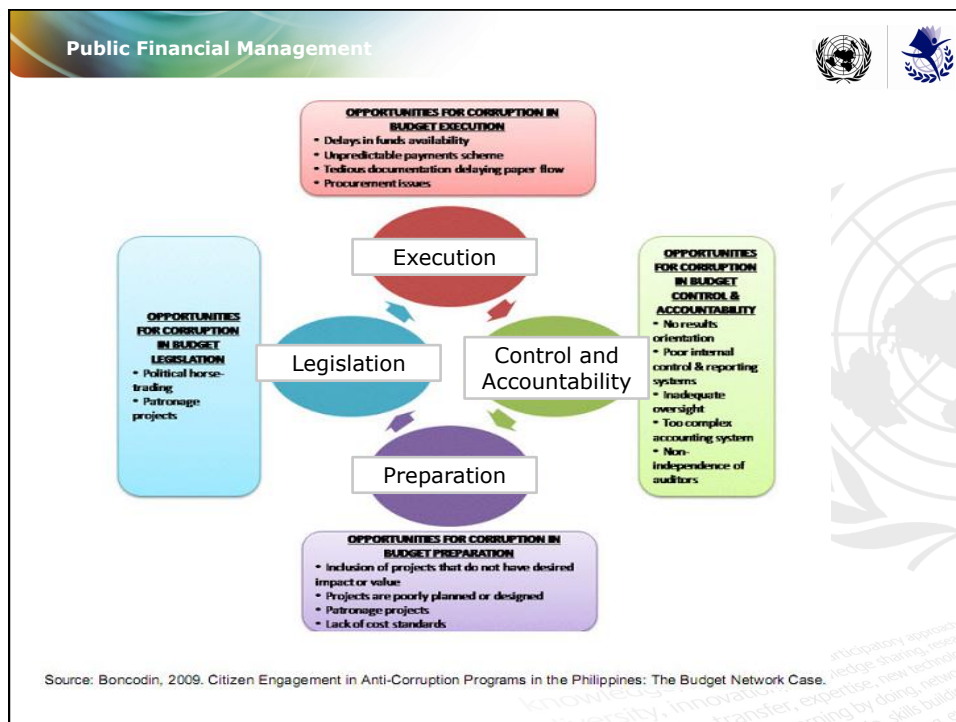 Public Financial Management
OPPORTUNITIES FOR CORRUPTION IN
BUDGET EXECUTION
• Delays in funds availability
• Unpredictable payments scheme
• Tedious documentation delaying paper flow
• Procurement issues
Execution
OPPORTUNITIES
FOR CORRUPTION
IN BUDGET
LEGISLATION
• Political horse-
trading
• Patronage
projects
Legislation
Control and
Accountability
OPPORTUNITIES
FOR CORRUPTION
IN BUDGET
CONTROL &
ACCOUNTABILITY
• No results
orientation
• Poor internal
control & reporting
systems
• Inadequate
oversight
• Too complex
accounting system
• Non-
independence of
auditors
Preparation
OPPORTUNITIES FOR CORRUPTION IN
BUDGET PREPARATION
• Inclusion of projects that do not have desired
impact or value
• Projects are poorly planned or designed
• Patronage projects
• Lack of cost standards
Source: Boncodin, 2009. Citizen Engagement in Anti-Corruption Programs in the Philippines: The Budget Network Case.